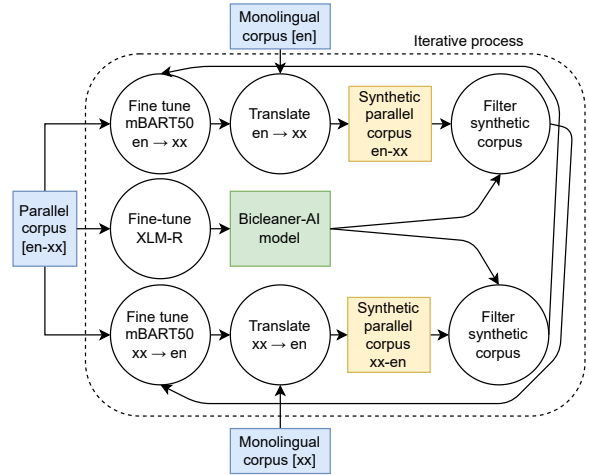 Monolingual
corpus [en]
Iterative process
Fine tune
mBART50
en → xx
Translate
en → xx
Synthetic
parallel
corpus
en-xx
Filter
synthetic
corpus
Parallel
corpus
[en-xx]
Fine-tune
XLM-R
Bicleaner-AI
model
Fine tune
mBART50
xx → en
Translate
xx → en
Synthetic
parallel
corpus
xx-en
Filter
synthetic
corpus
Monolingual
corpus [xx]